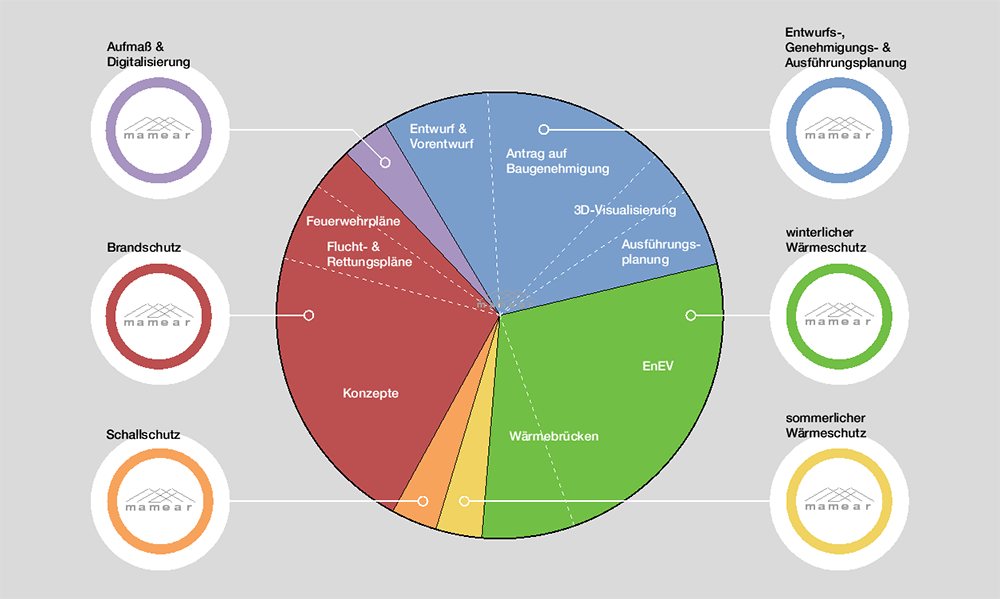 Aufmaß &
Digitalisierung
mamear
Entwurfs-,
Genehmigungs- &
Ausführungsplanung
mamear
Entwurf &
Vorentwurf
Antrag auf
Baugenehmigung
3D-Visualisierung
Ausführungs-
planung
Feuerwehrpläne
Flucht- &
Rettungspläne
Brandschutz
mamear
winterlicher
Wärmeschutz
mamear
EnEV
Konzepte
Wärmebrücken
Schallschutz
mamear
sommerlicher
Wärmeschutz
mamear